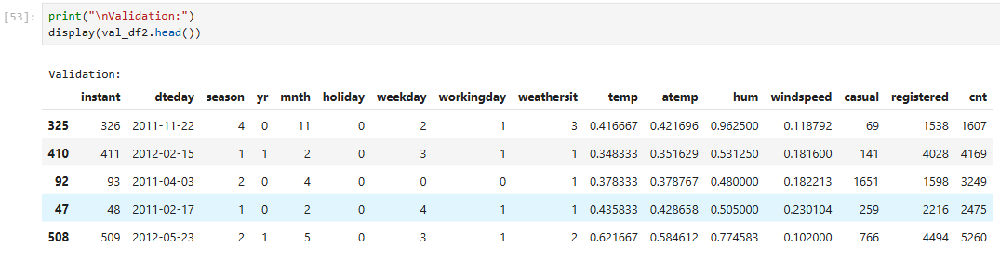 [53]: print("\nValidation:")
display(val_df2.head())
Validation:
instant dteday season yr mnth holiday weekday workingday weathersit temp atemp hum windspeed casual registered cnt
325 326 2011-11-22 4 0 11 0 2 1 3 0.416667 0.421696 0.962500 0.118792 69 1538 1607
410 411 2012-02-15 1 1 2 0 3 1 1 0.348333 0.351629 0.531250 0.181600 141 4028 4169
92 93 2011-04-03 2 0 4 0 0 0 1 0.378333 0.378767 0.480000 0.182213 1651 1598 3249
47 48 2011-02-17 1 0 2 0 4 1 1 0.435833 0.428658 0.505000 0.230104 259 2216 2475
508 509 2012-05-23 2 1 5 0 3 1 2 0.621667 0.584612 0.774583 0.102000 766 4494 5260